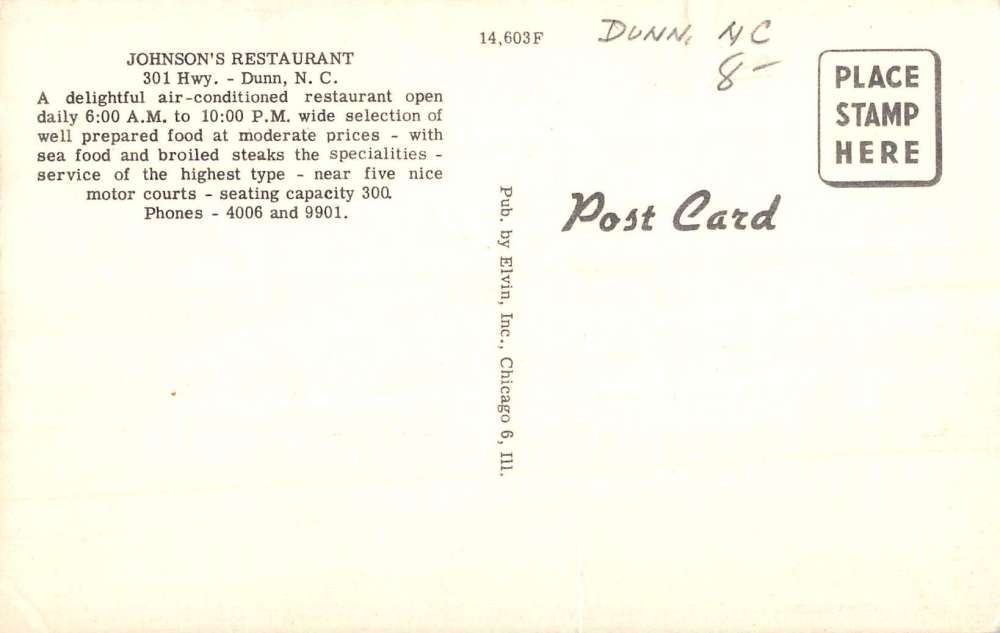 JOHNSON'S RESTAURANT
301 Hwy. - Dunn, N. C.
A delightful air-conditioned restaurant open
daily 6:00 A.M. to 10:00 P.M. wide selection of
well prepared food at moderate prices - with
sea food and broiled steaks the specialities -
service of the highest type - near five nice
motor courts - seating capacity 300.
Phones - 4006 and 9901.
14,603F
DUNN, NC
8-
PLACE
STAMP
HERE
Post Card
Pub. by Elvin, Inc., Chicago 6, Ill.